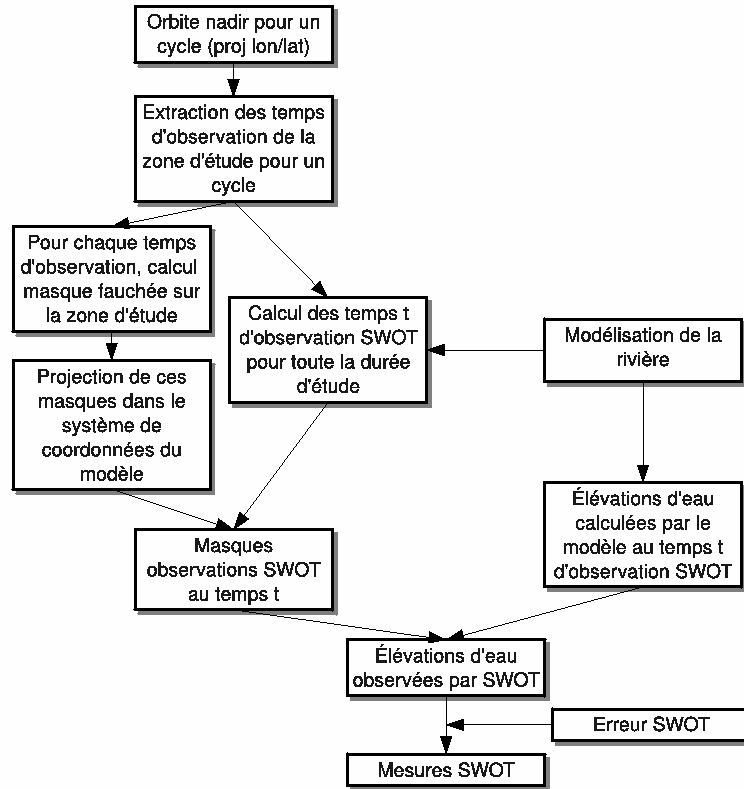 Orbite nadir pour un
cycle (proj lon/lat)
Extraction des temps
d'observation de la
zone d'étude pour un
cycle
Pour chaque temps
d'observation, calcul
masque fauchée sur
la zone d'étude
Calcul des temps t
d'observation SWOT
pour toute la durée
d'étude
Modélisation de la
rivière
Projection de ces
masques dans le
système de
coordonnées du
modèle
Élévations d'eau
calculées par le
modèle au temps t
d'observation SWOT
Masques
observations SWOT
au temps t
Élévations d'eau
observées par SWOT
Erreur SWOT
Mesures SWOT